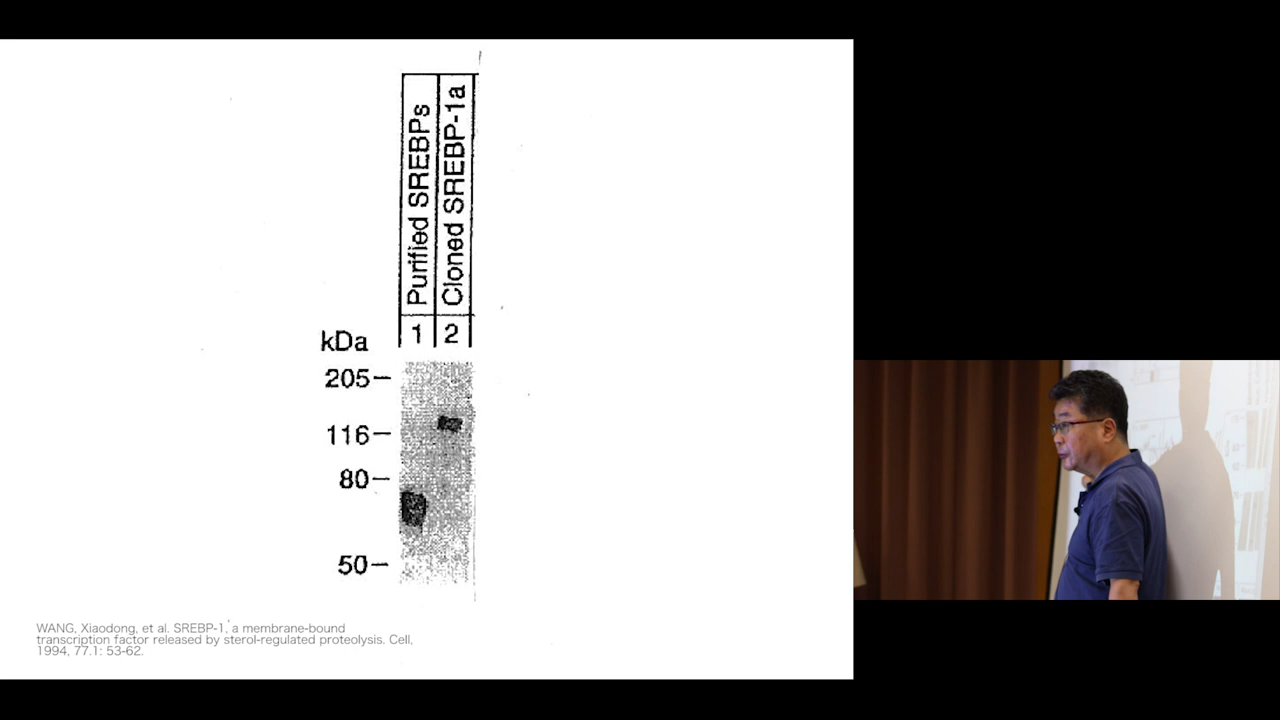 Purified SREBPs
Cloned SREBP-1a
1 2
kDa
205
116
80
50
WANG, Xiaodong, et al. SREBP-1, a membrane-bound
transcription factor released by sterol-regulated proteolysis. Cell,
1994, 77.1: 53-62.